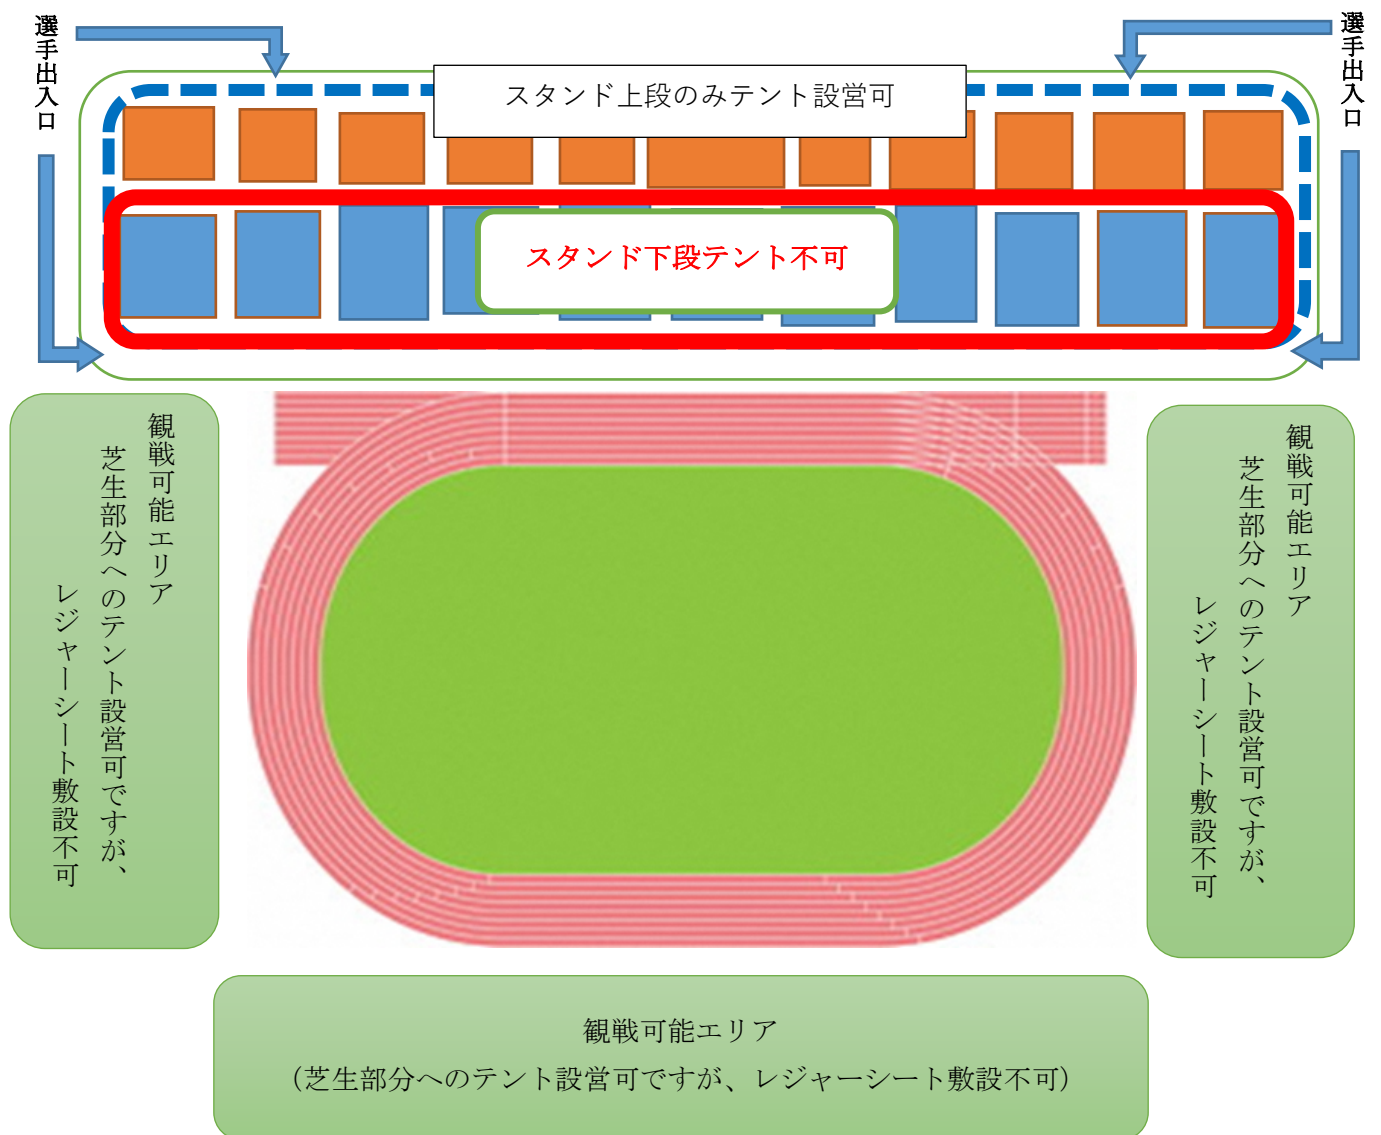 選手出入口
選手出入口
スタンド上段のみテント設営可
スタンド下段テント不可
観戦可能エリア
芝生部分へのテント設営可ですが、
レジャーシート敷設不可
観戦可能エリア
芝生部分へのテント設営可ですが、
レジャーシート敷設不可
観戦可能エリア
（芝生部分へのテント設営可ですが、レジャーシート敷設不可）